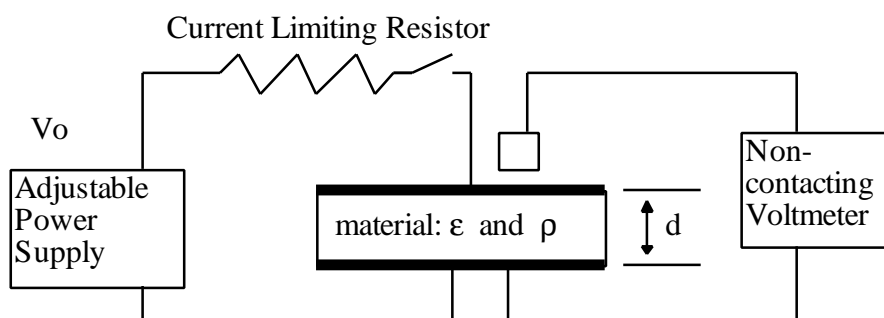 Current Limiting Resistor
Vo
Adjustable
Power
Supply
material: ε and ρ
d
Non-
contacting
Voltmeter